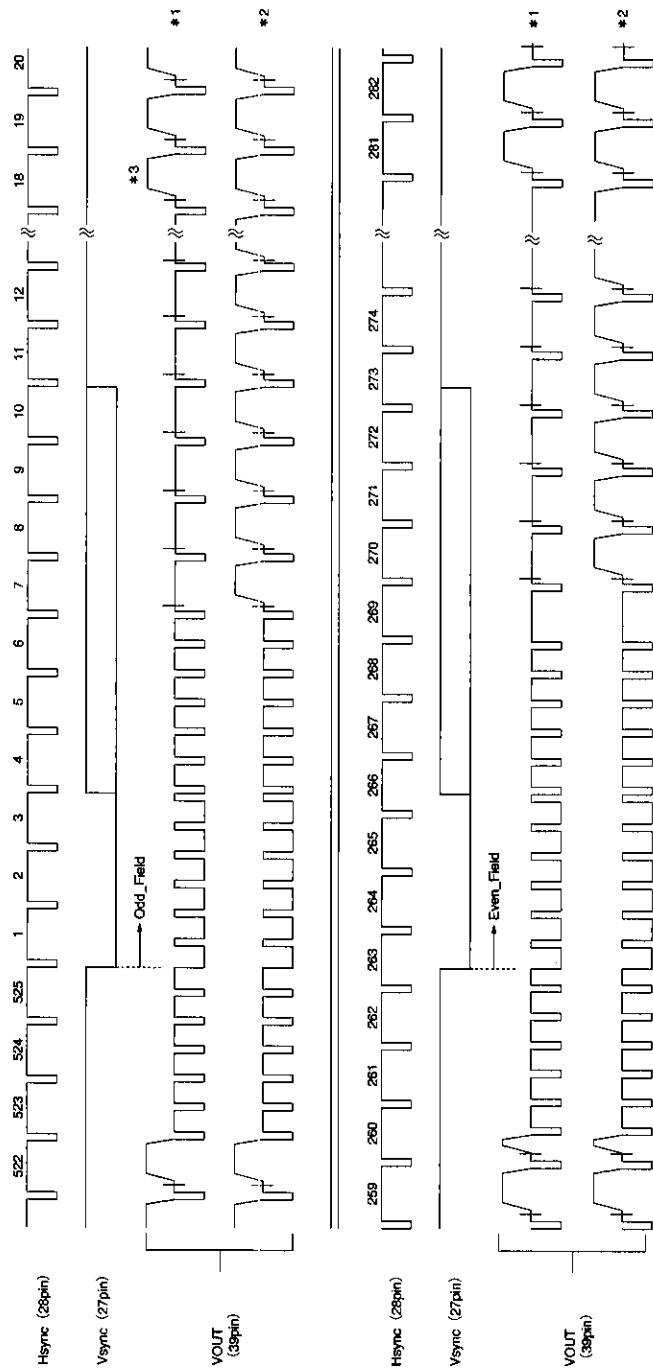 Hsync (28pin)
522 523 524 525 1 2 3 4 5 6 7 8 9 10 11 12 18 19 20
Vsync (27pin)
Odd_Field
*3
VOUT
(39pin)
*1
*2
Hsync (28pin)
259 260 261 262 263 264 265 266 267 268 269 270 271 272 273 274 281 282
Vsync (27pin)
Even_Field
VOUT
(39pin)
*1
*2